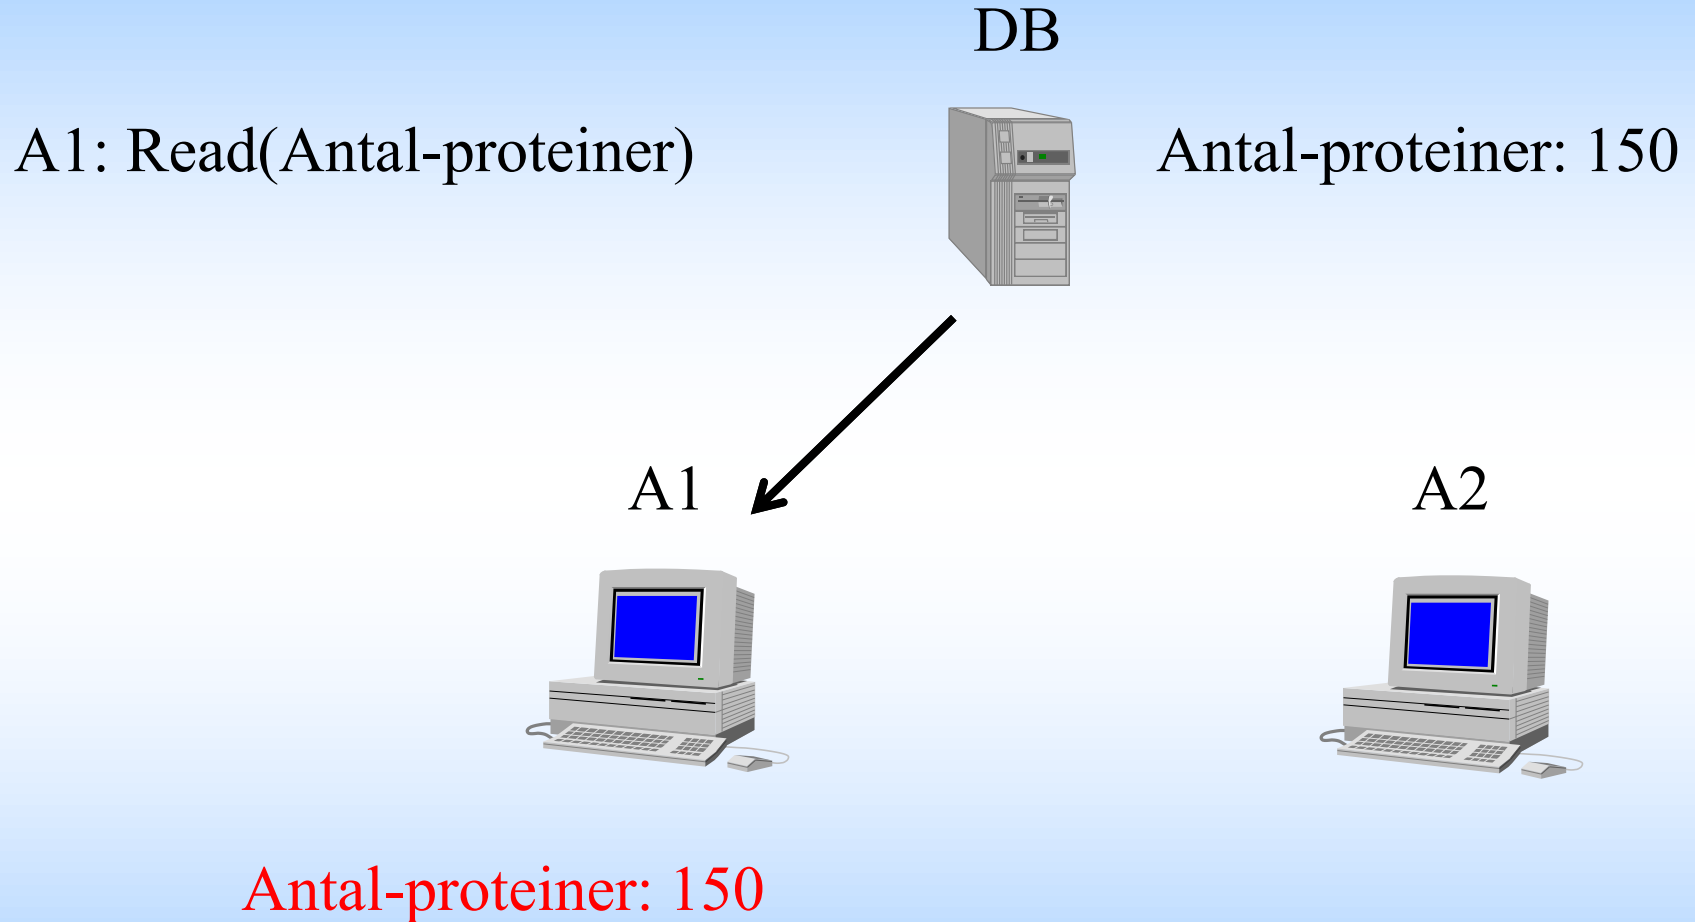 DB
A1: Read(Antal-proteiner)
Antal-proteiner: 150
A1
A2
Antal-proteiner: 150